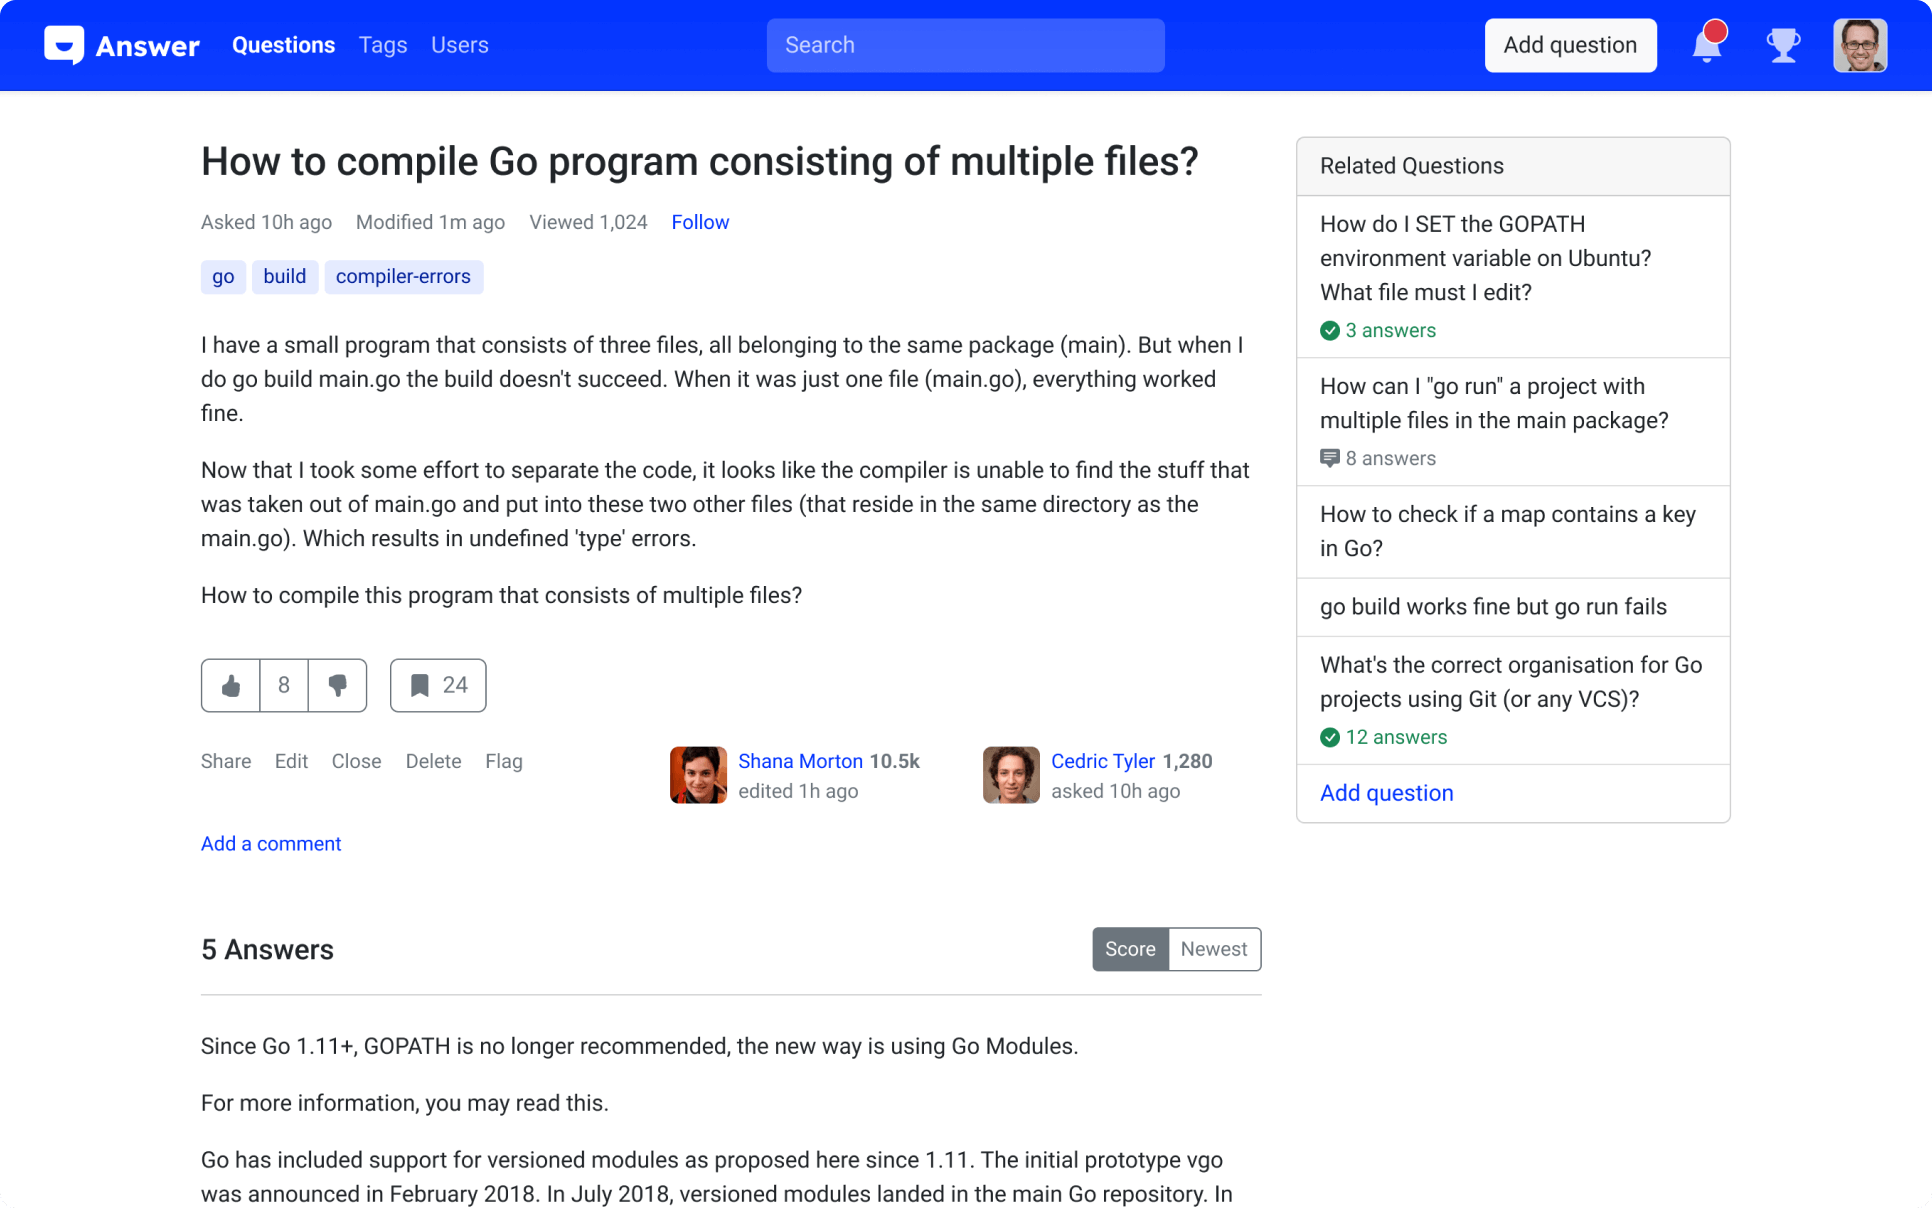 Answer Questions Tags Users Search Add question
How to compile Go program consisting of multiple files?
Asked 10h ago Modified 1m ago Viewed 1,024 Follow
go build compiler-errors
I have a small program that consists of three files, all belonging to the same package (main). But when I
do go build main.go the build doesn't succeed. When it was just one file (main.go), everything worked
fine.
Now that I took some effort to separate the code, it looks like the compiler is unable to find the stuff that
was taken out of main.go and put into these two other files (that reside in the same directory as the
main.go). Which results in undefined 'type' errors.
How to compile this program that consists of multiple files?
8 24
Share Edit Close Delete Flag
Shana Morton 10.5k
edited 1h ago
Cedric Tyler 1,280
asked 10h ago
Add a comment
5 Answers
Score Newest
Since Go 1.11+, GOPATH is no longer recommended, the new way is using Go Modules.
For more information, you may read this.
Go has included support for versioned modules as proposed here since 1.11. The initial prototype vgo
was announced in February 2018. In July 2018, versioned modules landed in the main Go repository. In
Related Questions
How do I SET the GOPATH
environment variable on Ubuntu?
What file must I edit?
3 answers
How can I "go run" a project with
multiple files in the main package?
8 answers
How to check if a map contains a key
in Go?
go build works fine but go run fails
What's the correct organisation for Go
projects using Git (or any VCS)?
12 answers
Add question